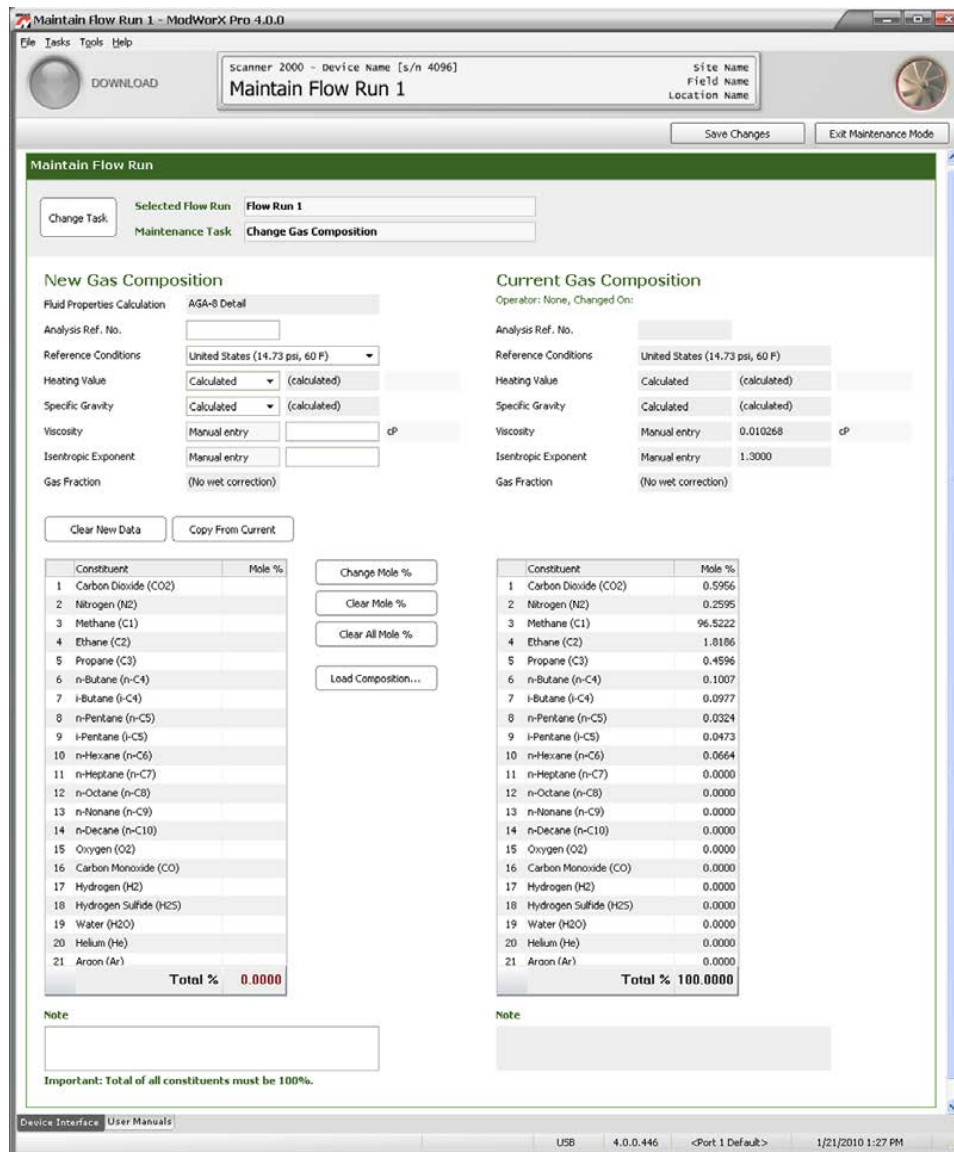 Maintain Flow Run 1 - ModWorX Pro 4.0.0
File Tasks Tools Help
DOWNLOAD
Scanner 2000 - Device Name [s/n 4096]
Maintain Flow Run 1
Site Name
Field Name
Location Name
Save Changes Exit Maintenance Mode
Maintain Flow Run
Change Task
Selected Flow Run Flow Run 1
Maintenance Task Change Gas Composition
New Gas Composition
Fluid Properties Calculation AGA-8 Detail
Analysis Ref. No.
Reference Conditions United States (14.73 psi, 60 F)
Heating Value Calculated (calculated)
Specific Gravity Calculated (calculated)
Viscosity Manual entry cP
Isentropic Exponent Manual entry
Gas Fraction (No wet correction)
Clear New Data Copy From Current
Current Gas Composition
Operator: None, Changed On:
Analysis Ref. No.
Reference Conditions United States (14.73 psi, 60 F)
Heating Value Calculated (calculated)
Specific Gravity Calculated (calculated)
Viscosity Manual entry 0.010268 cP
Isentropic Exponent Manual entry 1.3000
Gas Fraction (No wet correction)
Constituent Mole %
1 Carbon Dioxide (CO2)
2 Nitrogen (N2)
3 Methane (C1)
4 Ethane (C2)
5 Propane (C3)
6 n-Butane (n-C4)
7 i-Butane (i-C4)
8 n-Pentane (n-C5)
9 i-Pentane (i-C5)
10 n-Hexane (n-C6)
11 n-Heptane (n-C7)
12 n-Octane (n-C8)
13 n-Nonane (n-C9)
14 n-Decane (n-C10)
15 Oxygen (O2)
16 Carbon Monoxide (CO)
17 Hydrogen (H2)
18 Hydrogen Sulfide (H2S)
19 Water (H2O)
20 Helium (He)
21 Argon (Ar)
Total % 0.0000
Change Mole %
Clear Mole %
Clear All Mole %
Load Composition...
Constituent Mole %
1 Carbon Dioxide (CO2) 0.5956
2 Nitrogen (N2) 0.2595
3 Methane (C1) 96.5222
4 Ethane (C2) 1.8186
5 Propane (C3) 0.4596
6 n-Butane (n-C4) 0.1007
7 i-Butane (i-C4) 0.0977
8 n-Pentane (n-C5) 0.0324
9 i-Pentane (i-C5) 0.0473
10 n-Hexane (n-C6) 0.0664
11 n-Heptane (n-C7) 0.0000
12 n-Octane (n-C8) 0.0000
13 n-Nonane (n-C9) 0.0000
14 n-Decane (n-C10) 0.0000
15 Oxygen (O2) 0.0000
16 Carbon Monoxide (CO) 0.0000
17 Hydrogen (H2) 0.0000
18 Hydrogen Sulfide (H2S) 0.0000
19 Water (H2O) 0.0000
20 Helium (He) 0.0000
21 Argon (Ar) 0.0000
Total % 100.0000
Note
Important: Total of all constituents must be 100%.
Note
Device Interface User Manuals
USB 4.0.0.446 <Port 1 Default> 1/21/2010 1:27 PM